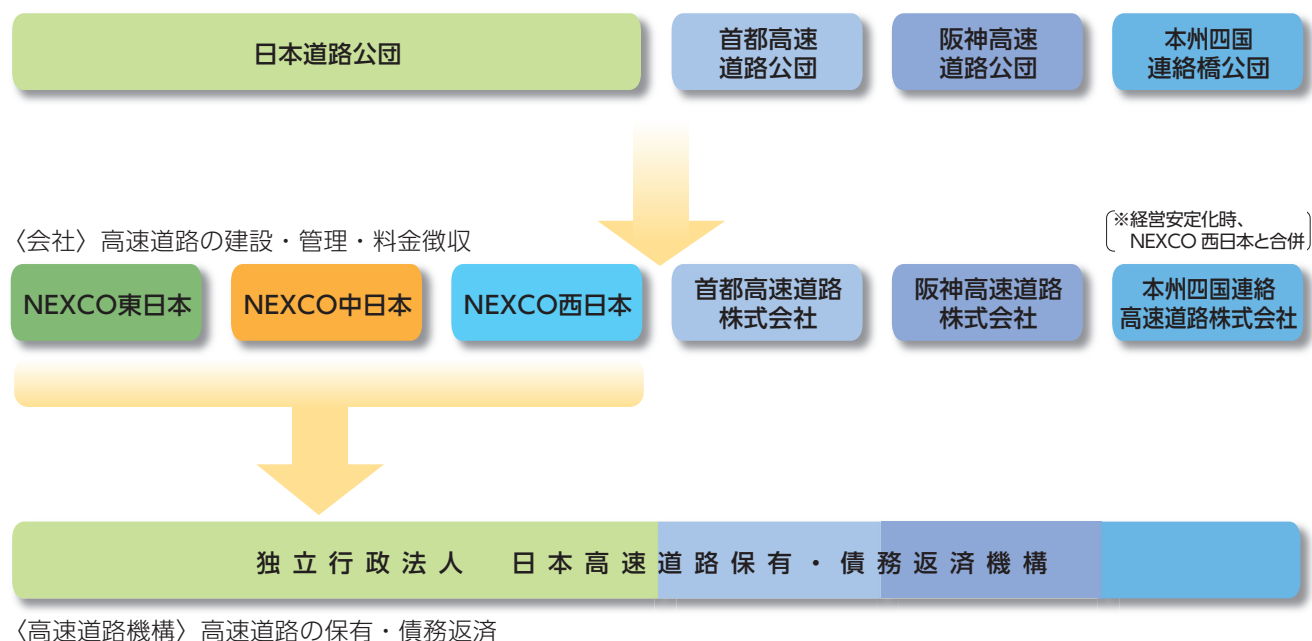 日本道路公団
首都高速
道路公団
阪神高速
道路公団
本州四国
連絡橋公団
〈会社〉高速道路の建設・管理・料金徴収
※経営安定化時、
NEXCO 西日本と合併
NEXCO東日本
NEXCO中日本
NEXCO西日本
首都高速道路
株式会社
阪神高速道路
株式会社
本州四国連絡
高速道路株式会社
独立行政法人 日本高速道路保有・債務返済機構
〈高速道路機構〉高速道路の保有・債務返済